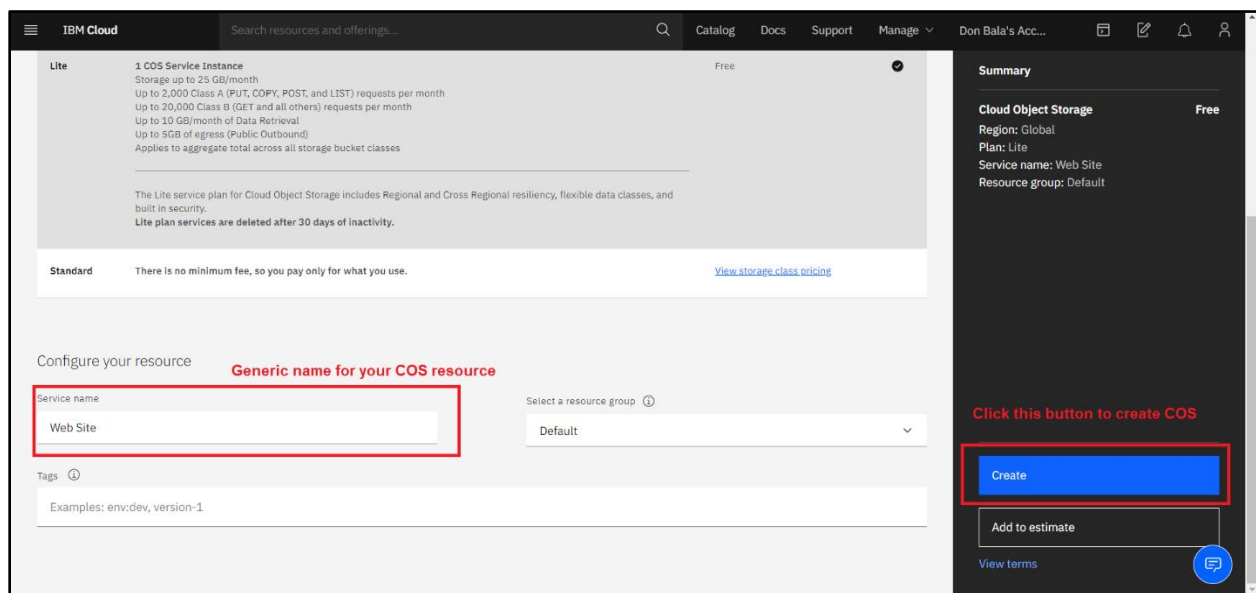 IBM Cloud
Search resources and offerings...
Catalog
Docs
Support
Manage
Don Bala's Acc...
Lite
1 COS Service Instance
Storage up to 25 GB/month
Up to 2,000 Class A (PUT, COPY, POST, and LIST) requests per month
Up to 20,000 Class B (GET and all others) requests per month
Up to 10 GB/month of Data Retrieval
Up to 5GB of egress (Public Outbound)
Applies to aggregate total across all storage bucket classes
Free
The Lite service plan for Cloud Object Storage includes Regional and Cross Regional resiliency, flexible data classes, and
built in security.
Lite plan services are deleted after 30 days of inactivity.
Standard
There is no minimum fee, so you pay only for what you use.
View storage class pricing
Configure your resource
Generic name for your COS resource
Service name
Web Site
Select a resource group
Default
Tags
Examples: env:dev, version-1
Summary
Cloud Object Storage
Free
Region: Global
Plan: Lite
Service name: Web Site
Resource group: Default
Click this button to create COS
Create
Add to estimate
View terms